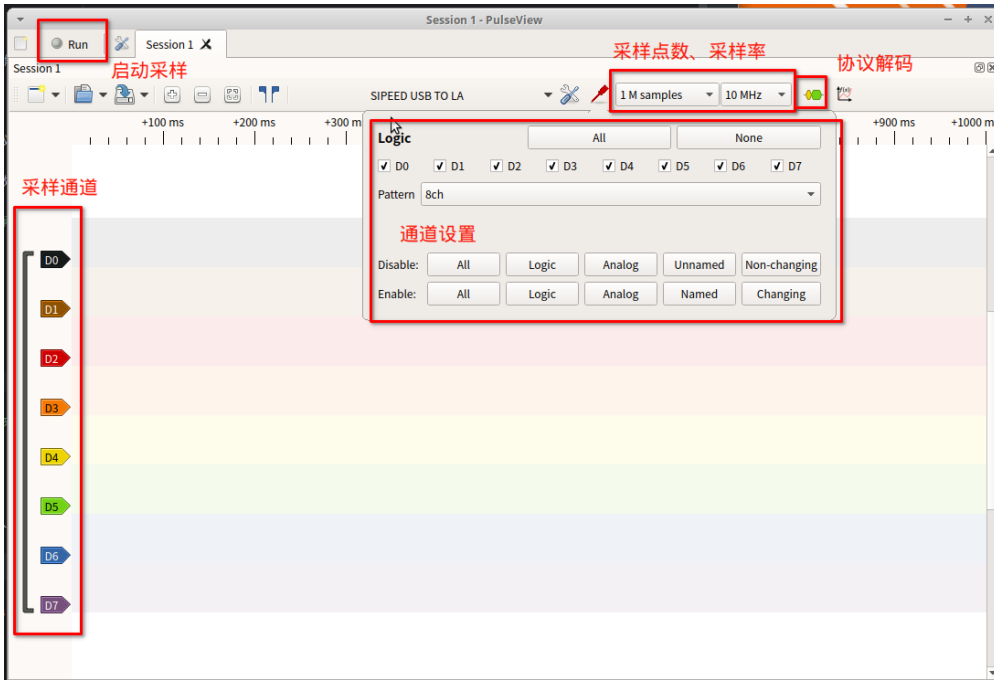 Session 1 - PulseView
Run
Session 1
Session 1
启动采样
采样点数、采样率
协议解码
SIPEED USB TO LA
1 M samples
10 MHz
+100 ms
+200 ms
+300 m
+900 ms
+1000 m
Logic
All
None
D0
D1
D2
D3
D4
D5
D6
D7
Pattern
8ch
采样通道
通道设置
Disable:
All
Logic
Analog
Unnamed
Non-changing
Enable:
All
Logic
Analog
Named
Changing
D0
D1
D2
D3
D4
D5
D6
D7